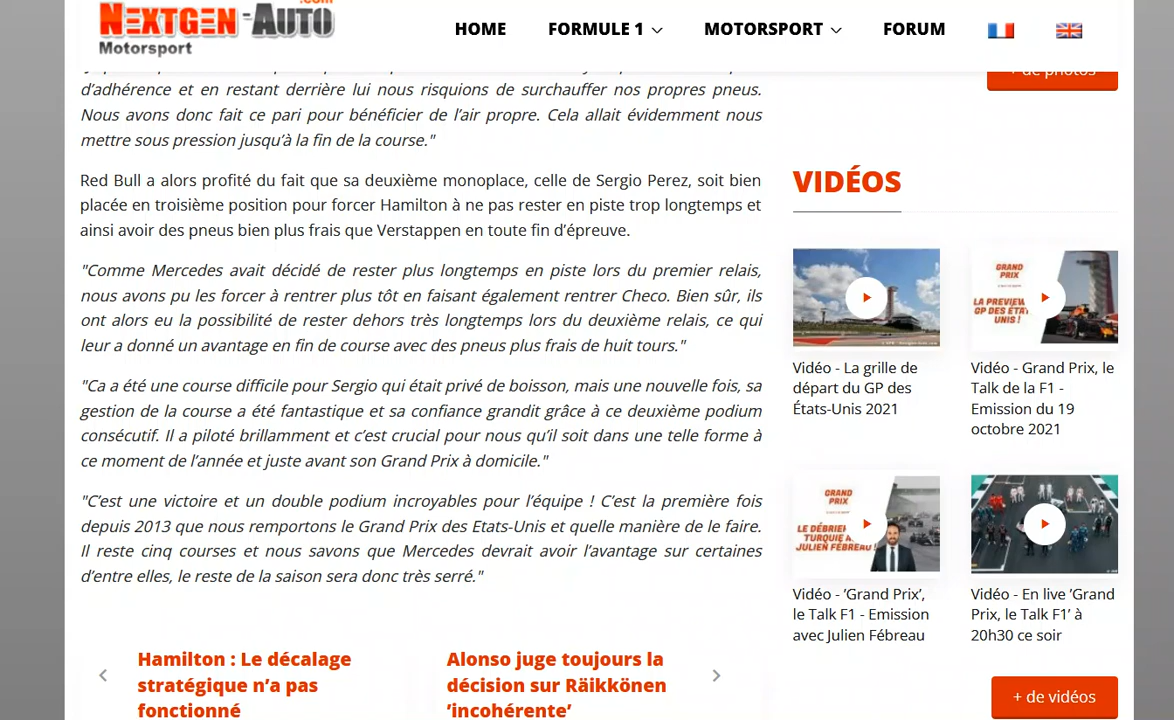 NEXTGEN-AUTO
.com
Motorsport
HOME
FORMULE 1
MOTORSPORT
FORUM
d’adhérence et en restant derrière lui nous risquions de surchauffer nos propres pneus.
Nous avons donc fait ce pari pour bénéficier de l’air propre. Cela allait évidemment nous
mettre sous pression jusqu’à la fin de la course."
Red Bull a alors profité du fait que sa deuxième monoplace, celle de Sergio Perez, soit bien
placée en troisième position pour forcer Hamilton à ne pas rester en piste trop longtemps et
ainsi avoir des pneus bien plus frais que Verstappen en toute fin d’épreuve.
"Comme Mercedes avait décidé de rester plus longtemps en piste lors du premier relais,
nous avons pu les forcer à rentrer plus tôt en faisant également rentrer Checo. Bien sûr, ils
ont alors eu la possibilité de rester dehors très longtemps lors du deuxième relais, ce qui
leur a donné un avantage en fin de course avec des pneus plus frais de huit tours."
"Ca a été une course difficile pour Sergio qui était privé de boisson, mais une nouvelle fois, sa
gestion de la course a été fantastique et sa confiance grandit grâce à ce deuxième podium
consécutif. Il a piloté brillamment et c’est crucial pour nous qu’il soit dans une telle forme à
ce moment de l’année et juste avant son Grand Prix à domicile."
"C’est une victoire et un double podium incroyables pour l’équipe ! C’est la première fois
depuis 2013 que nous remportons le Grand Prix des Etats-Unis et quelle manière de le faire.
Il reste cinq courses et nous savons que Mercedes devrait avoir l’avantage sur certaines
d’entre elles, le reste de la saison sera donc très serré."
Hamilton : Le décalage
stratégique n’a pas
fonctionné
Alonso juge toujours la
décision sur Räikkönen
’incohérente’
+ de photos
VIDÉOS
GRAND
PRIX
LA PREVIEW
GP DES ÉTA
UNIS !
Vidéo - La grille de
départ du GP des
États-Unis 2021
Vidéo - Grand Prix, le
Talk de la F1 -
Emission du 19
octobre 2021
GRAND
PRIX
LE DÉBRIEF
TURQUIE A
JULIEN FÉBREAU !
Vidéo - ’Grand Prix’,
le Talk F1 - Emission
avec Julien Fébreau
Vidéo - En live ’Grand
Prix, le Talk F1’ à
20h30 ce soir
+ de vidéos